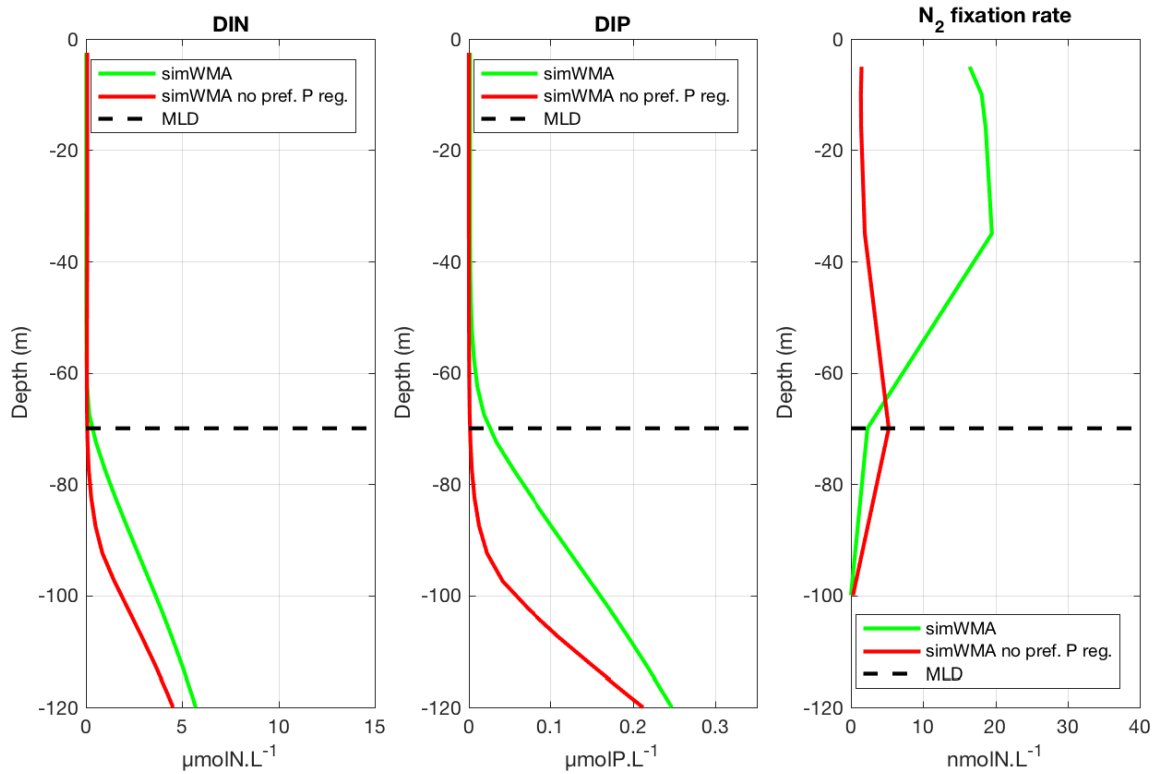 DIN
0
-20
-40
-60
-80
-100
-120
Depth (m)
simWMA
simWMA no pref. P reg.
MLD
0
5
10
15
µmolN.L⁻¹
DIP
0
-20
-40
-60
-80
-100
-120
Depth (m)
simWMA
simWMA no pref. P reg.
MLD
0
0.1
0.2
0.3
µmolP.L⁻¹
N₂ fixation rate
0
-20
-40
-60
-80
-100
-120
Depth (m)
simWMA
simWMA no pref. P reg.
MLD
0
10
20
30
40
nmolN.L⁻¹